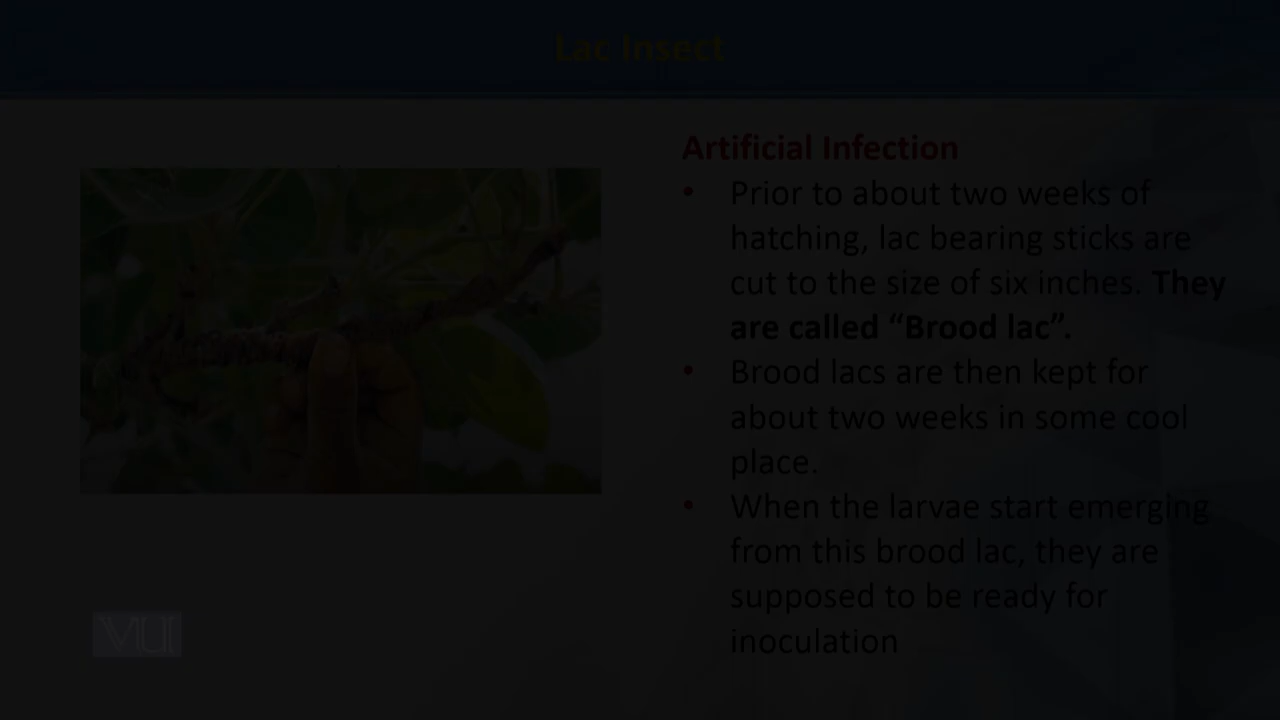 Lac Insect
Artificial Infection
• Prior to about two weeks of
hatching, lac bearing sticks are
cut to the size of six inches. They
are called “Brood lac”.
• Brood lacs are then kept for
about two weeks in some cool
place.
• When the larvae start emerging
from this brood lac, they are
supposed to be ready for
inoculation
VU